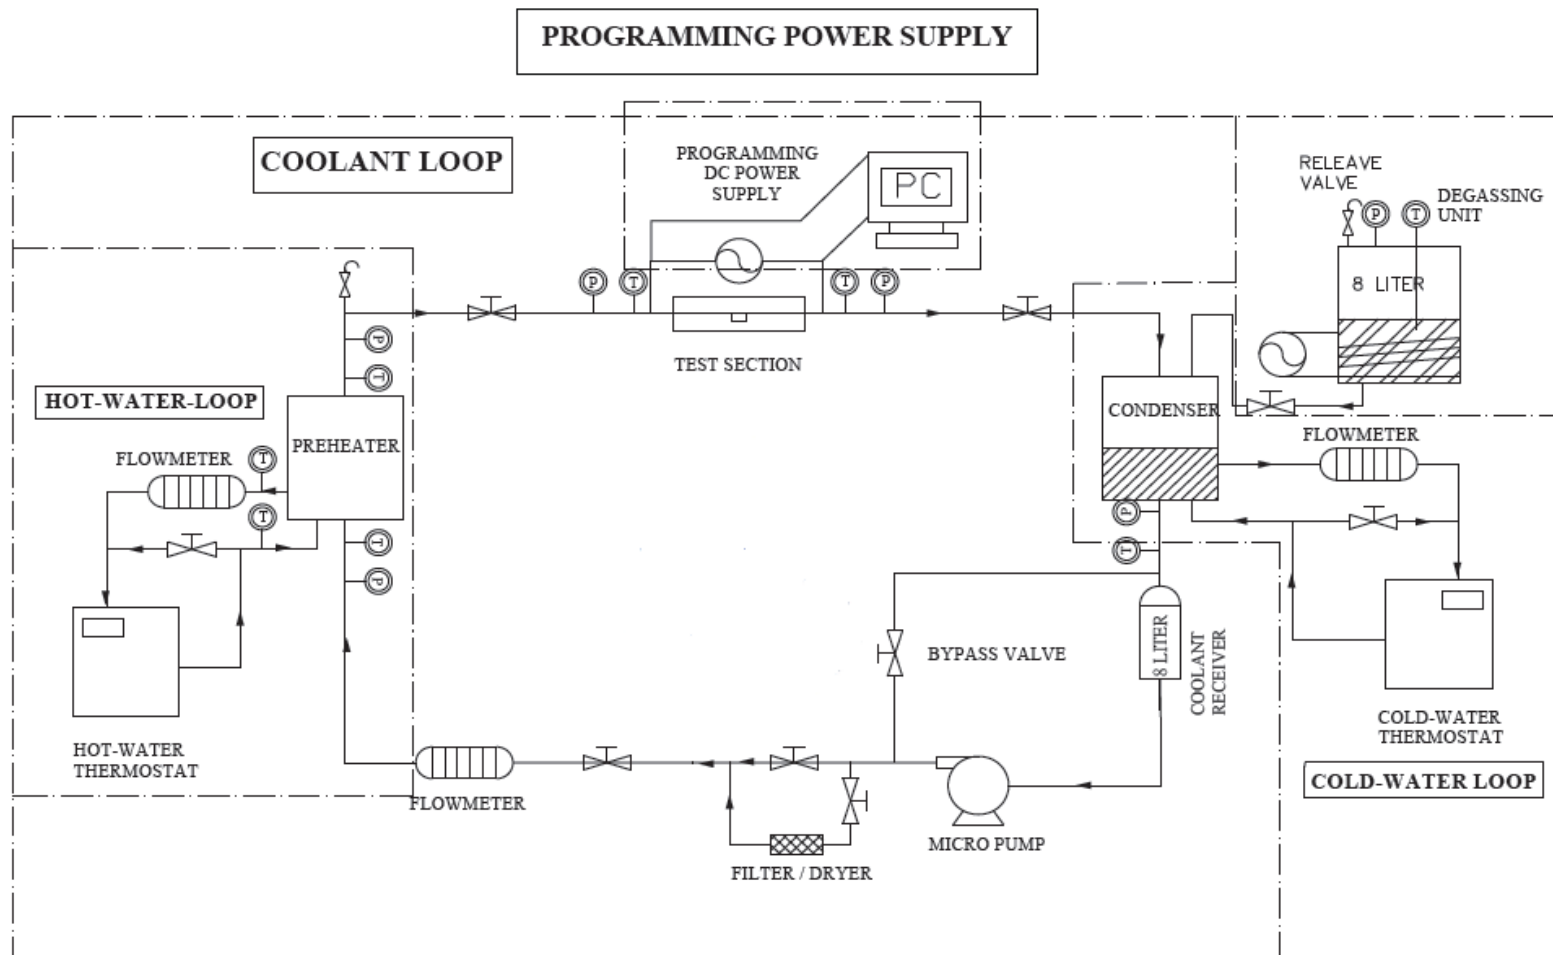 PROGRAMMING POWER SUPPLY
COOLANT LOOP
PROGRAMMING
DC POWER
SUPPLY
PC
RELEAVE
VALVE
P
T
DEGASSING
UNIT
8 LITER
P
T
T
P
TEST SECTION
P
T
HOT-WATER-LOOP
PREHEATER
CONDENSER
FLOWMETER
T
FLOWMETER
T
T
P
P
T
8 LITER
COOLANT
RECEIVER
BYPASS VALVE
HOT-WATER
THERMOSTAT
COLD-WATER
THERMOSTAT
COLD-WATER LOOP
FLOWMETER
MICRO PUMP
FILTER / DRYER